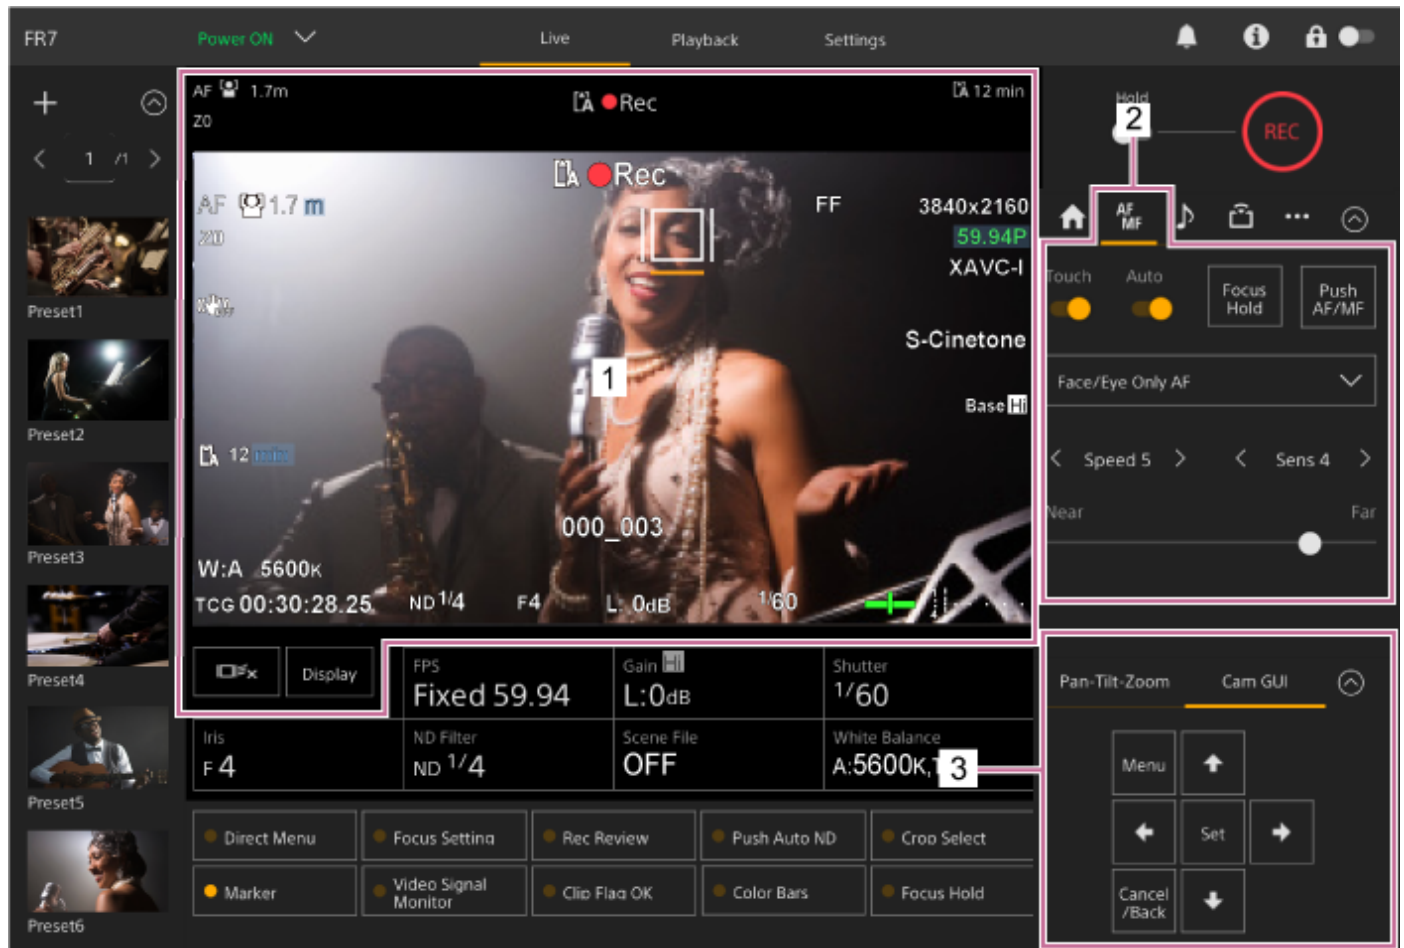 FR7
Power ON
Live
Playback
Settings
1 /1
Preset1
Preset2
Preset3
Preset4
Preset5
Preset6
AF 1.7m
A Rec
A 12 min
Z0
A Rec
AF 1.7 m
Z0
FF 3840x2160
59.94P
XAVC-I
S-Cinetone
Base Hi
1
A 12 min
000_003
W:A 5600K
TCG 00:30:28.25 ND 1/4 F4 L: 0dB 1/60
Display
FPS
Fixed 59.94
Gain Hi
L:0dB
Shutter
1/60
Iris
F 4
ND Filter
ND 1/4
Scene File
OFF
White Balance
A:5600K,
3
Direct Menu
Focus Setting
Rec Review
Push Auto ND
Crop Select
Marker
Video Signal
Monitor
Clip Flag OK
Color Bars
Focus Hold
Hold
2
REC
AF
MF
Touch
Auto
Focus
Hold
Push
AF/MF
Face/Eye Only AF
Speed 5
Sens 4
Near
Far
Pan-Tilt-Zoom
Cam GUI
Menu
Set
Cancel
/Back